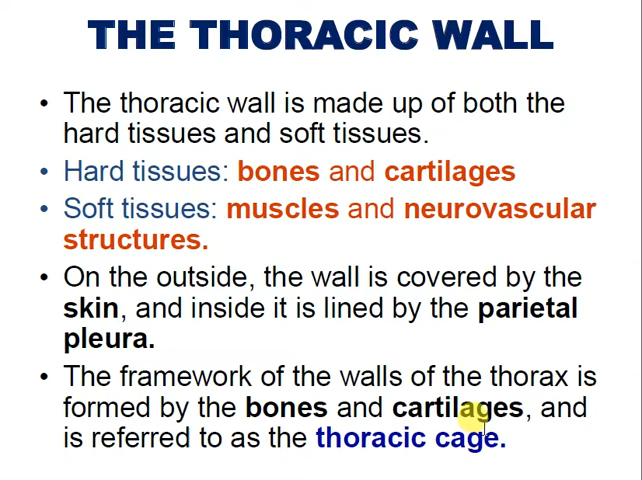 THE THORACIC WALL
• The thoracic wall is made up of both the
hard tissues and soft tissues.
• Hard tissues: bones and cartilages
• Soft tissues: muscles and neurovascular
structures.
• On the outside, the wall is covered by the
skin, and inside it is lined by the parietal
pleura.
• The framework of the walls of the thorax is
formed by the bones and cartilages, and
is referred to as the thoracic cage.